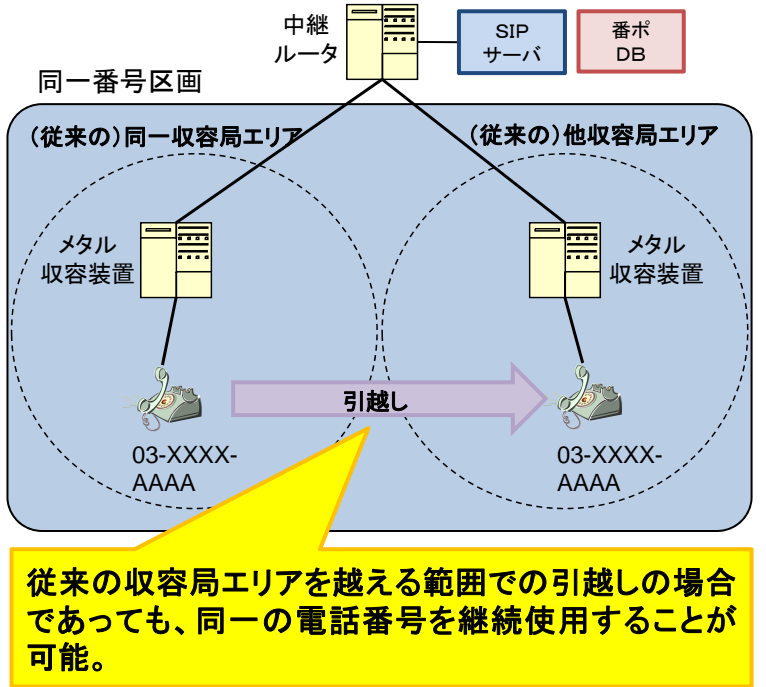 中継
ルータ
SIP
サーバ
番ポ
DB
同一番号区画
（従来の）同一収容局エリア
（従来の）他収容局エリア
メタル
収容装置
メタル
収容装置
引越し
03-XXXX-
AAAA
03-XXXX-
AAAA
従来の収容局エリアを越える範囲での引越しの場合
であっても、同一の電話番号を継続使用することが
可能。